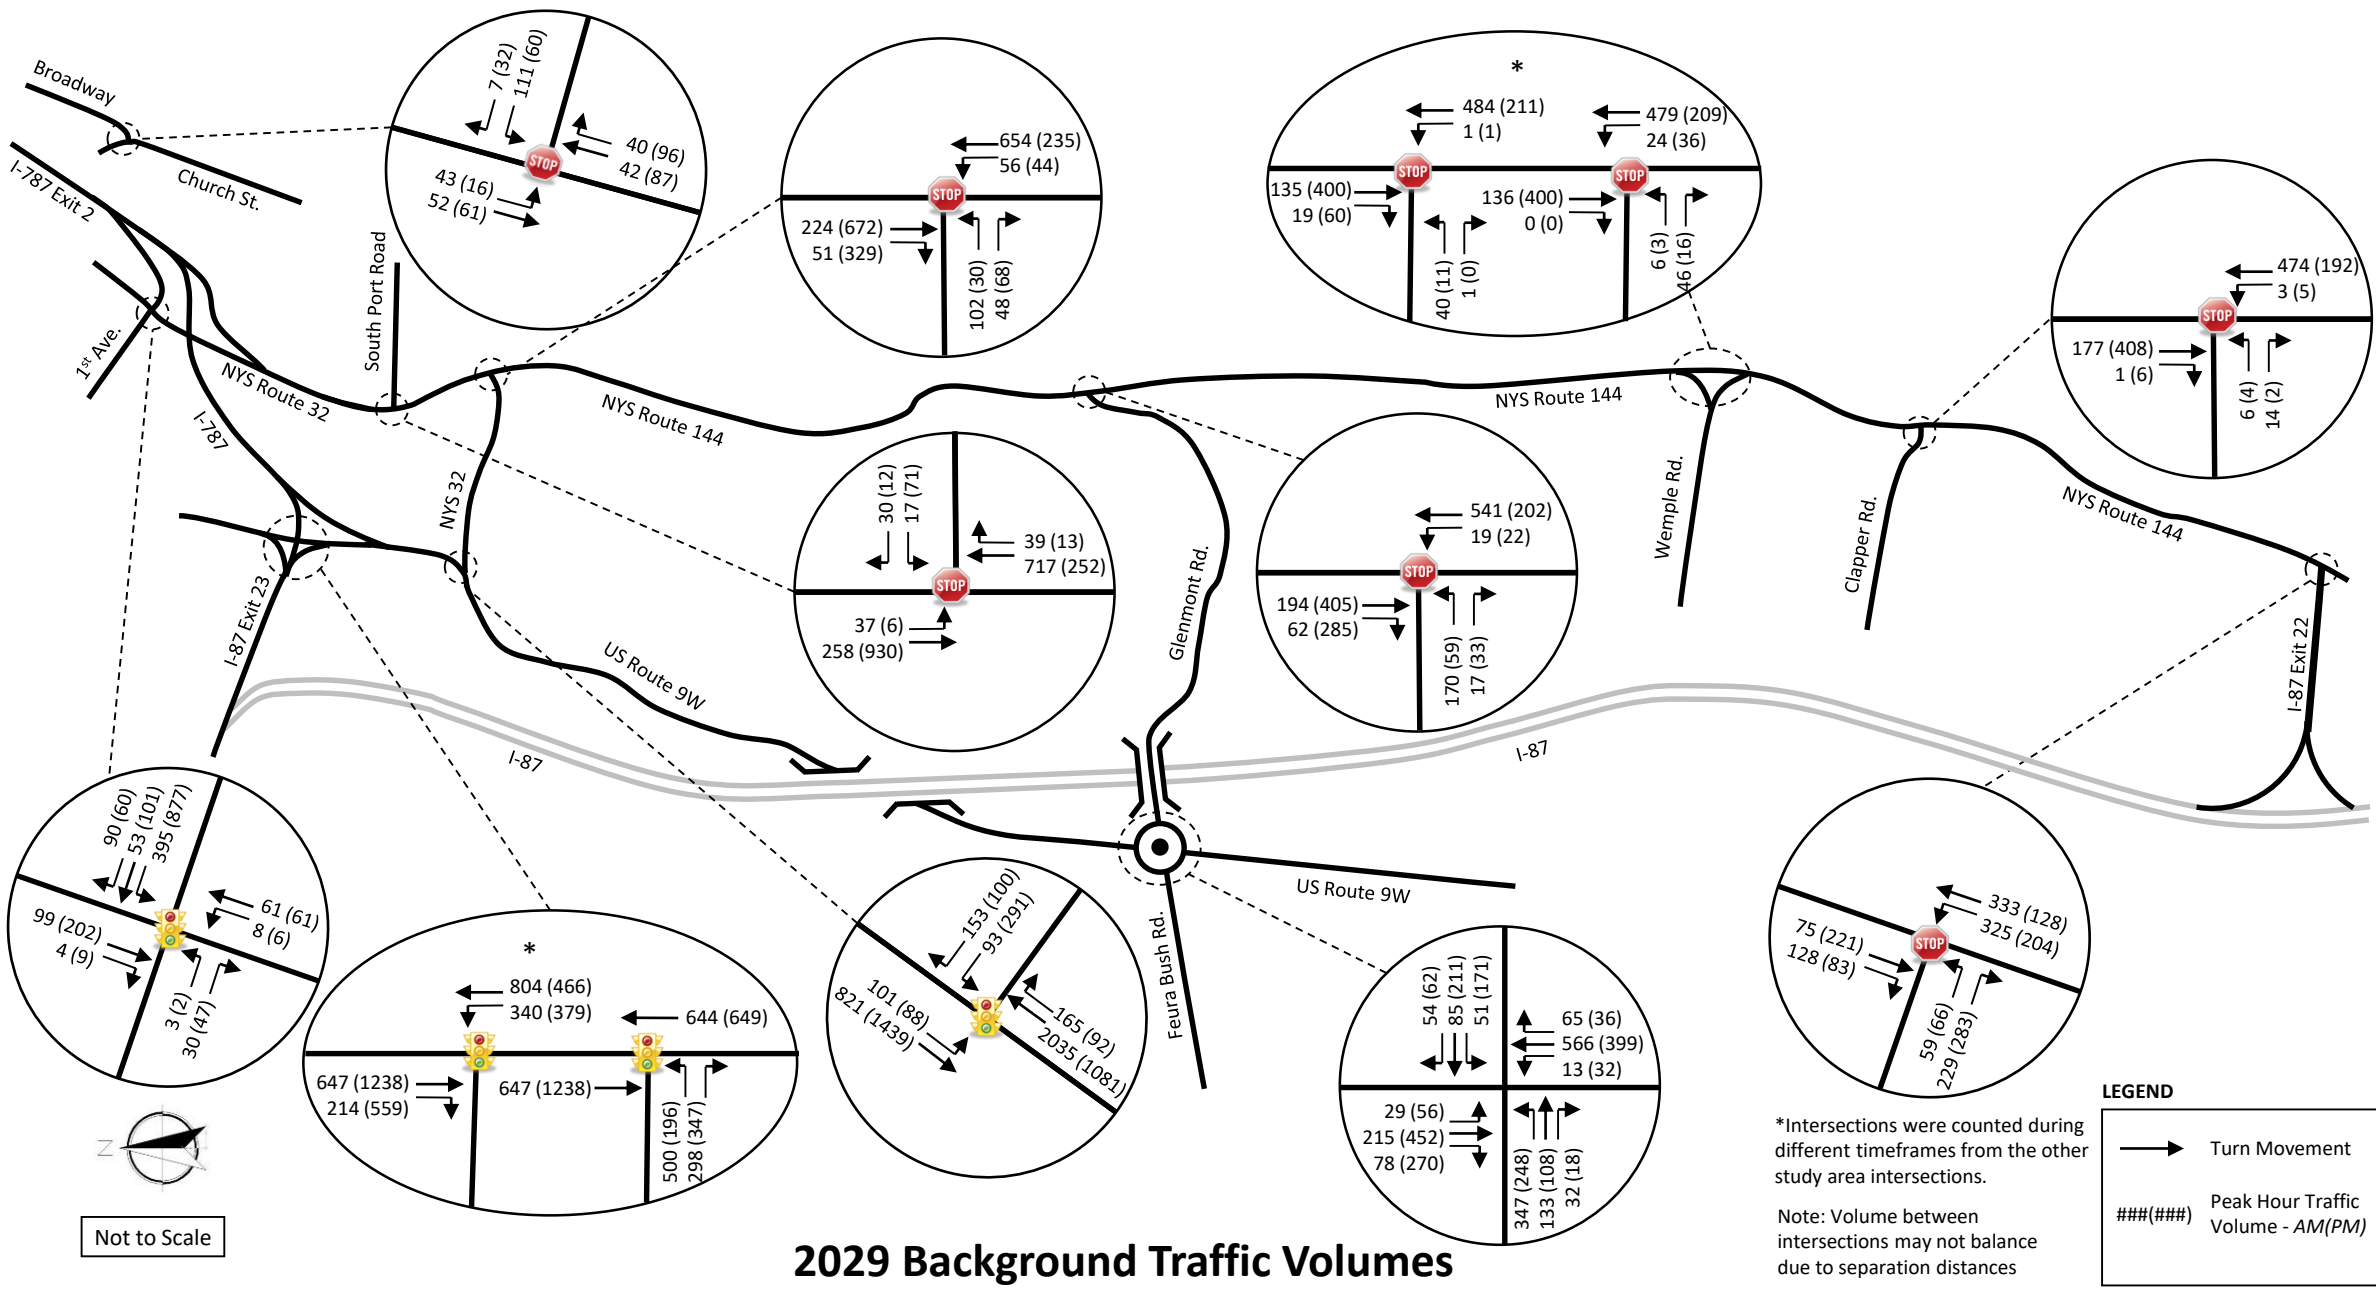 Broadway
Church St.
I-787 Exit 2
1st Ave.
NYS Route 32
I-787
South Port Road
NYS 32
NYS Route 144
I-87 Exit 23
US Route 9W
I-87
Glenmont Rd.
NYS Route 144
Wemple Rd.
Clapper Rd.
NYS Route 144
I-87 Exit 22
I-87
US Route 9W
Feura Bush Rd.
7 (32)
111 (60)
40 (96)
42 (87)
43 (16)
52 (61)
STOP
654 (235)
56 (44)
STOP
224 (672)
51 (329)
102 (30)
48 (68)
*
484 (211)
1 (1)
479 (209)
24 (36)
STOP
STOP
135 (400)
19 (60)
136 (400)
0 (0)
40 (11)
1 (0)
6 (3)
46 (16)
474 (192)
3 (5)
STOP
177 (408)
1 (6)
6 (4)
14 (2)
30 (12)
17 (71)
39 (13)
717 (252)
STOP
37 (6)
258 (930)
541 (202)
19 (22)
STOP
194 (405)
62 (285)
170 (59)
17 (33)
90 (60)
53 (101)
395 (877)
61 (61)
8 (6)
99 (202)
4 (9)
3 (2)
30 (47)
*
804 (466)
340 (379)
644 (649)
647 (1238)
214 (559)
647 (1238)
500 (196)
298 (347)
153 (100)
93 (291)
101 (88)
821 (1439)
165 (92)
2035 (1081)
54 (62)
85 (211)
51 (171)
65 (36)
566 (399)
13 (32)
29 (56)
215 (452)
78 (270)
347 (248)
133 (108)
32 (18)
333 (128)
325 (204)
STOP
75 (221)
128 (83)
59 (66)
229 (283)
Z
Not to Scale
*Intersections were counted during
different timeframes from the other
study area intersections.
Note: Volume between
intersections may not balance
due to separation distances
LEGEND
Turn Movement
###(###)
Peak Hour Traffic
Volume - AM(PM)
2029 Background Traffic Volumes